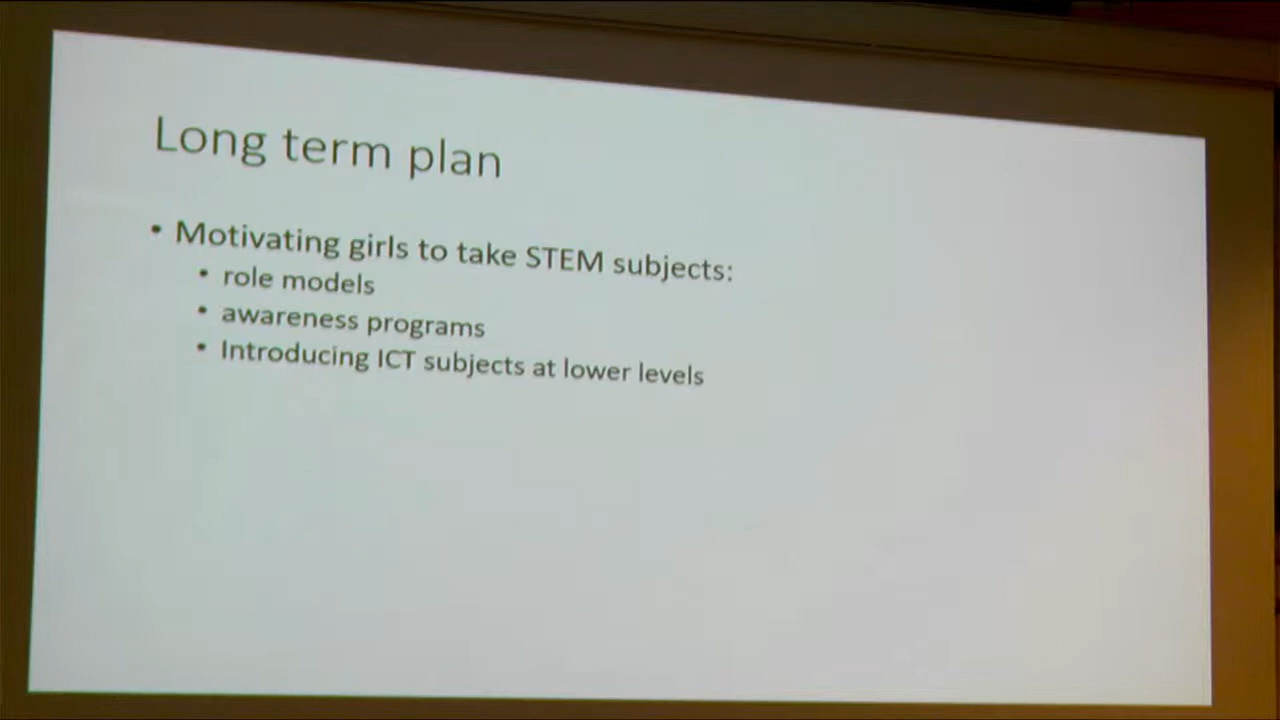 Long term plan
• Motivating girls to take STEM subjects:
• role models
• awareness programs
• Introducing ICT subjects at lower levels